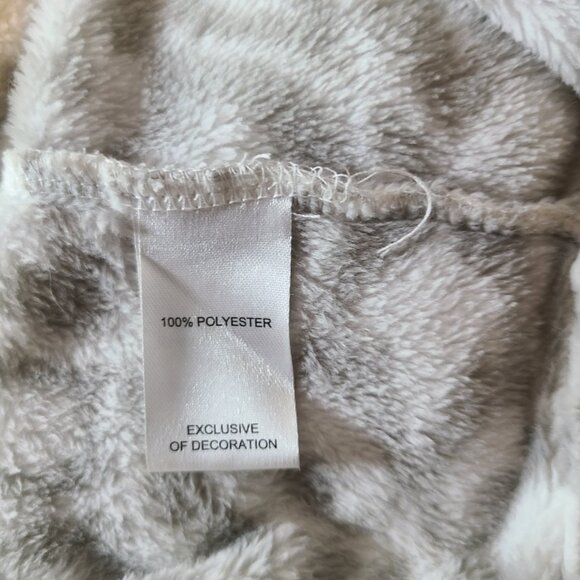 100% POLYESTER
EXCLUSIVE
OF DECORATION